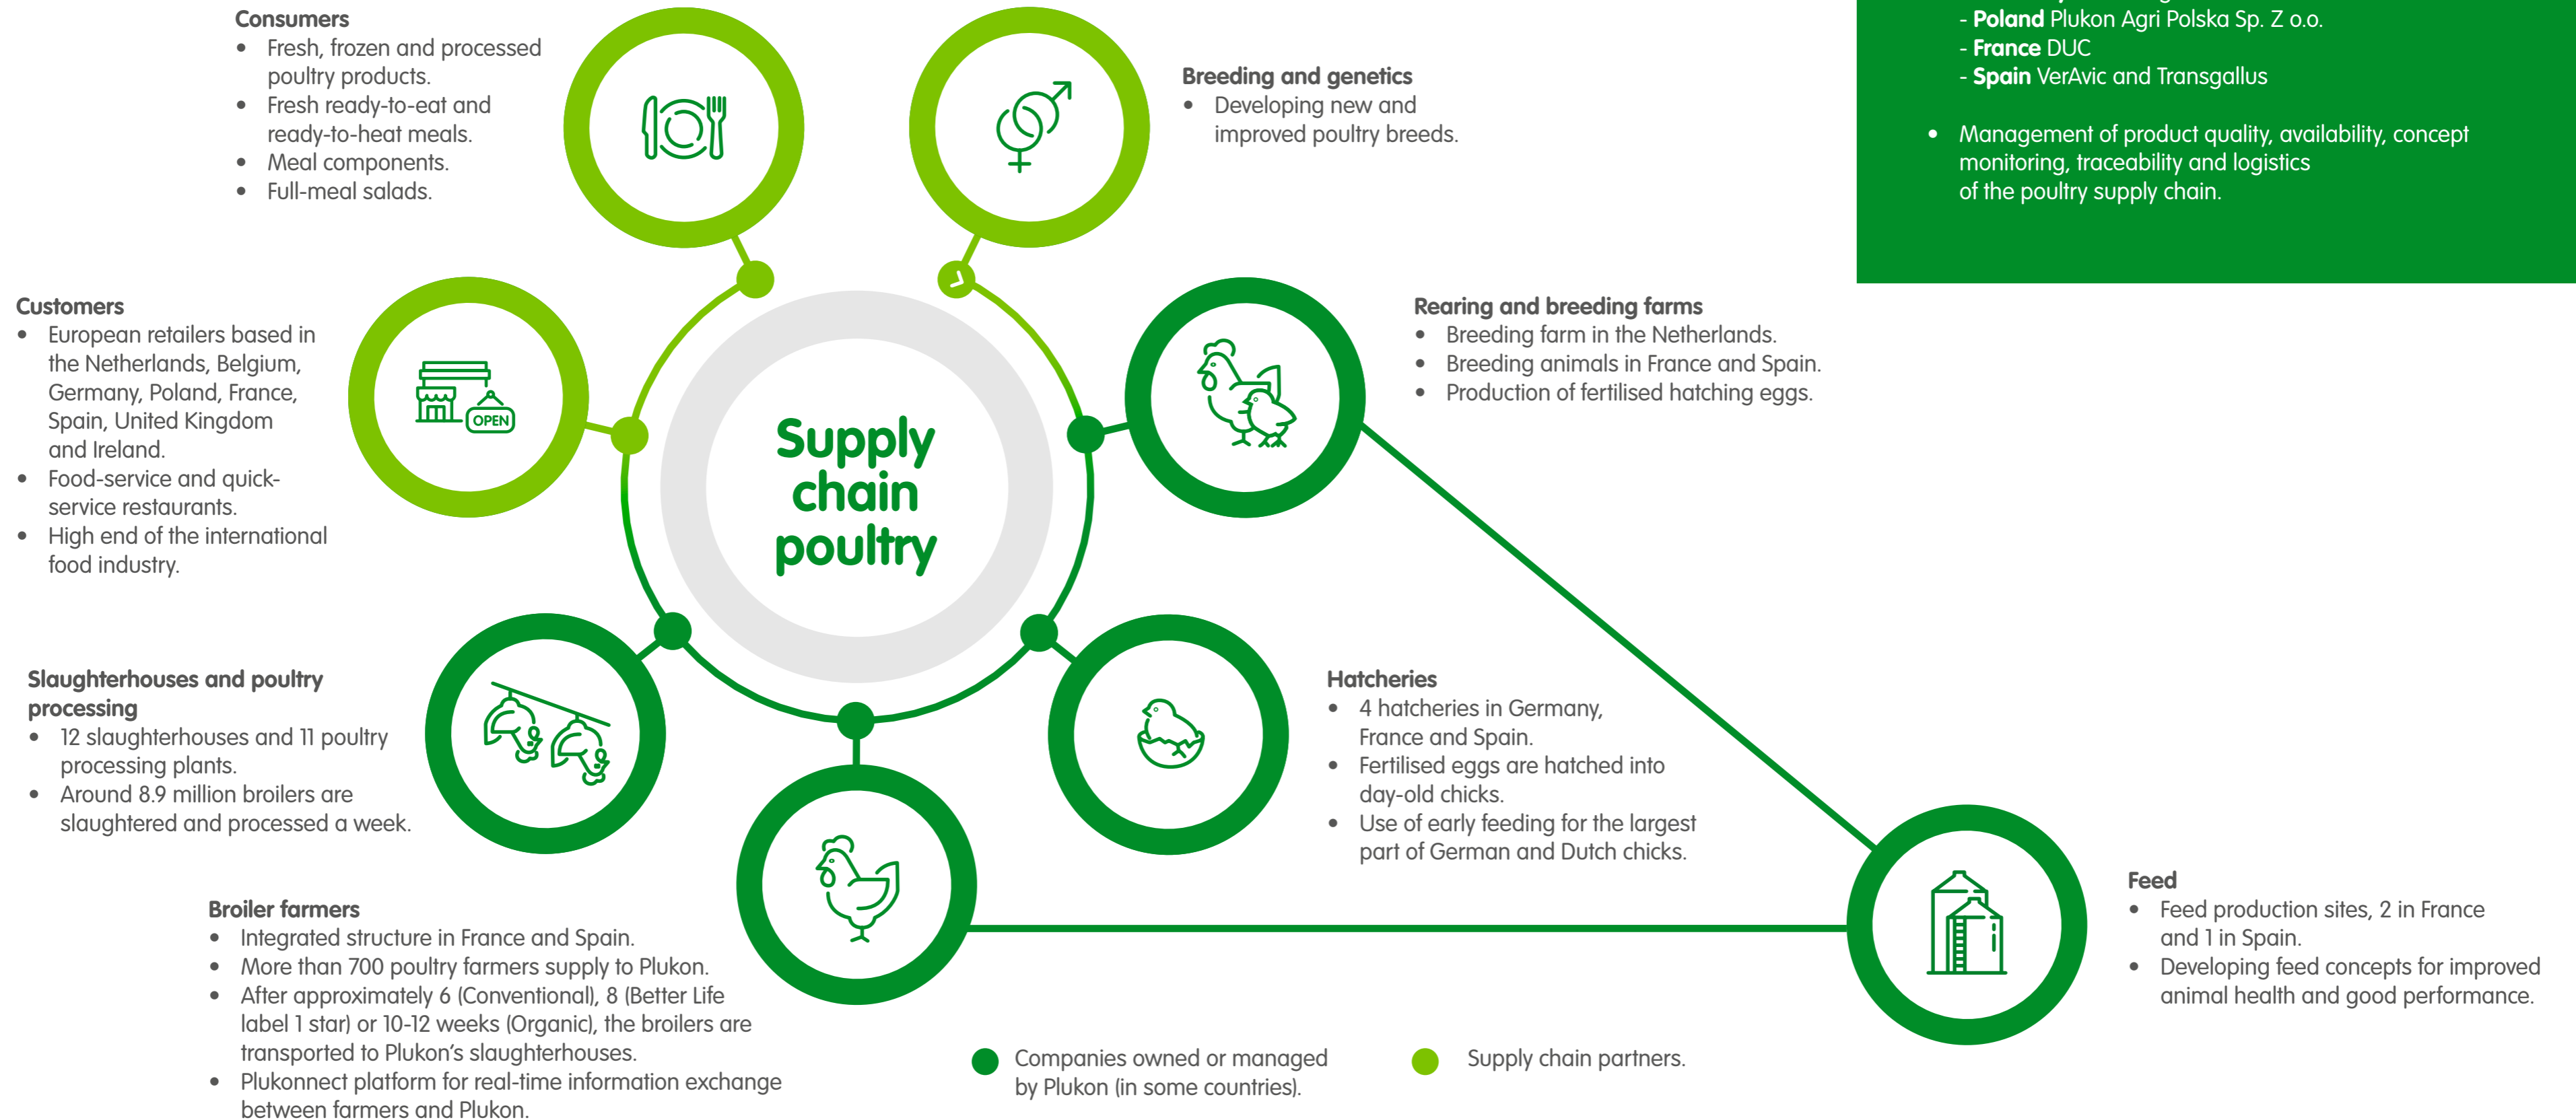 Consumers
• Fresh, frozen and processed
poultry products.
• Fresh ready-to-eat and
ready-to-heat meals.
• Meal components.
• Full-meal salads.
Breeding and genetics
• Developing new and
improved poultry breeds.
- Poland Plukon Agri Polska Sp. Z o.o.
- France DUC
- Spain VerAvic and Transgallus
• Management of product quality, availability, concept
monitoring, traceability and logistics
of the poultry supply chain.
Customers
• European retailers based in
the Netherlands, Belgium,
Germany, Poland, France,
Spain, United Kingdom
and Ireland.
• Food-service and quick-
service restaurants.
• High end of the international
food industry.
OPEN
Supply
chain
poultry
Rearing and breeding farms
• Breeding farm in the Netherlands.
• Breeding animals in France and Spain.
• Production of fertilised hatching eggs.
Slaughterhouses and poultry
processing
• 12 slaughterhouses and 11 poultry
processing plants.
• Around 8.9 million broilers are
slaughtered and processed a week.
Hatcheries
• 4 hatcheries in Germany,
France and Spain.
• Fertilised eggs are hatched into
day-old chicks.
• Use of early feeding for the largest
part of German and Dutch chicks.
Broiler farmers
• Integrated structure in France and Spain.
• More than 700 poultry farmers supply to Plukon.
• After approximately 6 (Conventional), 8 (Better Life
label 1 star) or 10-12 weeks (Organic), the broilers are
transported to Plukon’s slaughterhouses.
• Plukonnect platform for real-time information exchange
between farmers and Plukon.
Feed
• Feed production sites, 2 in France
and 1 in Spain.
• Developing feed concepts for improved
animal health and good performance.
Companies owned or managed
by Plukon (in some countries).
Supply chain partners.